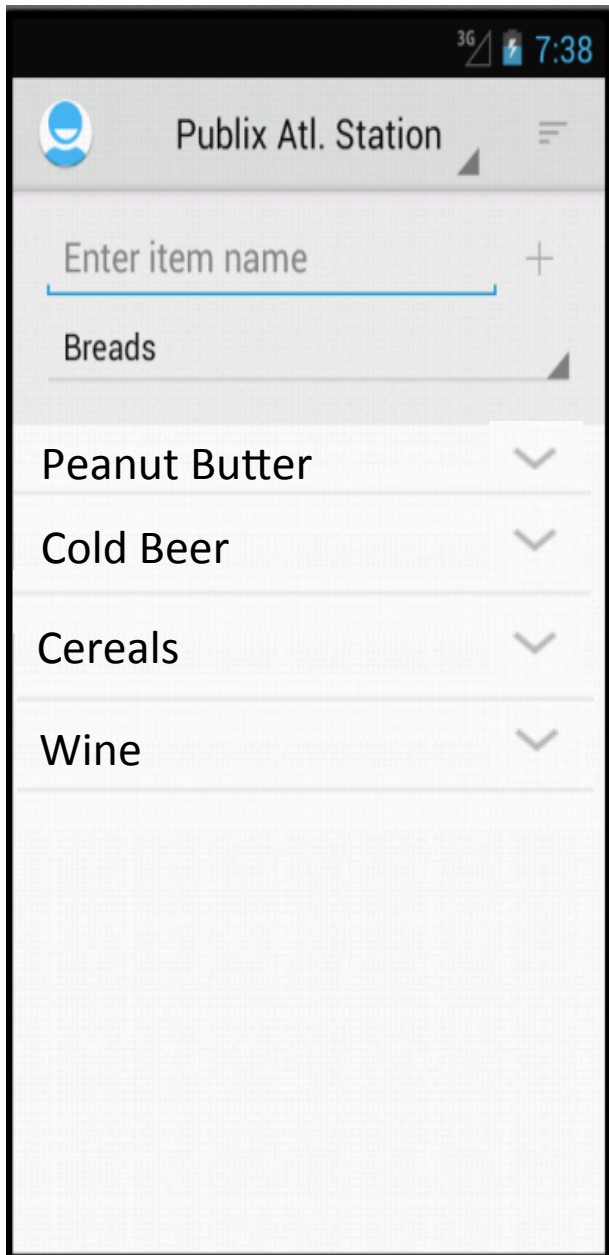 3G 7:38
Publix Atl. Station
Enter item name
Breads
Peanut Butter
Cold Beer
Cereals
Wine